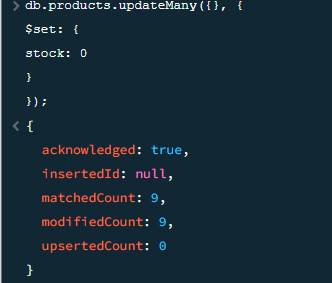 > db.products.updateMany({}, {
$set: {
stock: 0
}
});
< {
acknowledged: true,
insertedId: null,
matchedCount: 9,
modifiedCount: 9,
upsertedCount: 0
}